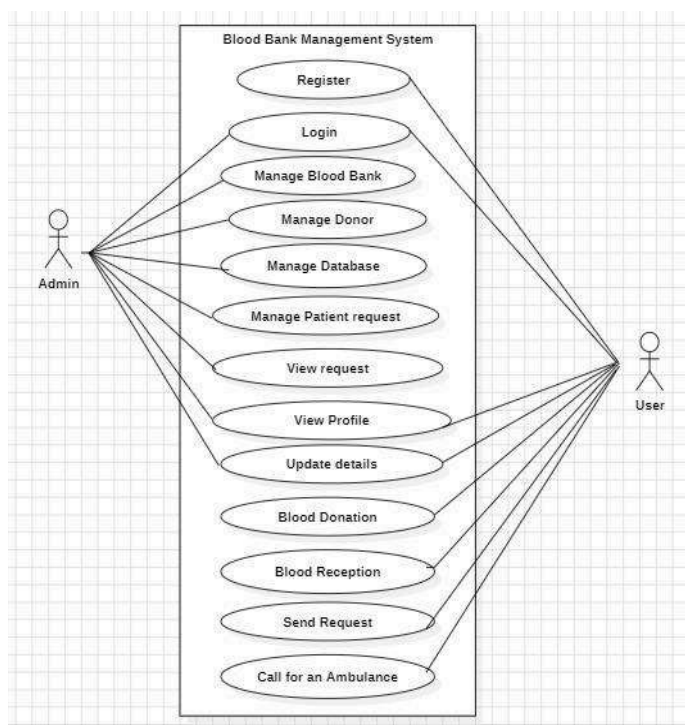 Blood Bank Management System
Register
Login
Manage Blood Bank
Manage Donor
Admin
Manage Database
Manage Patient request
View request
User
View Profile
Update details
Blood Donation
Blood Reception
Send Request
Call for an Ambulance